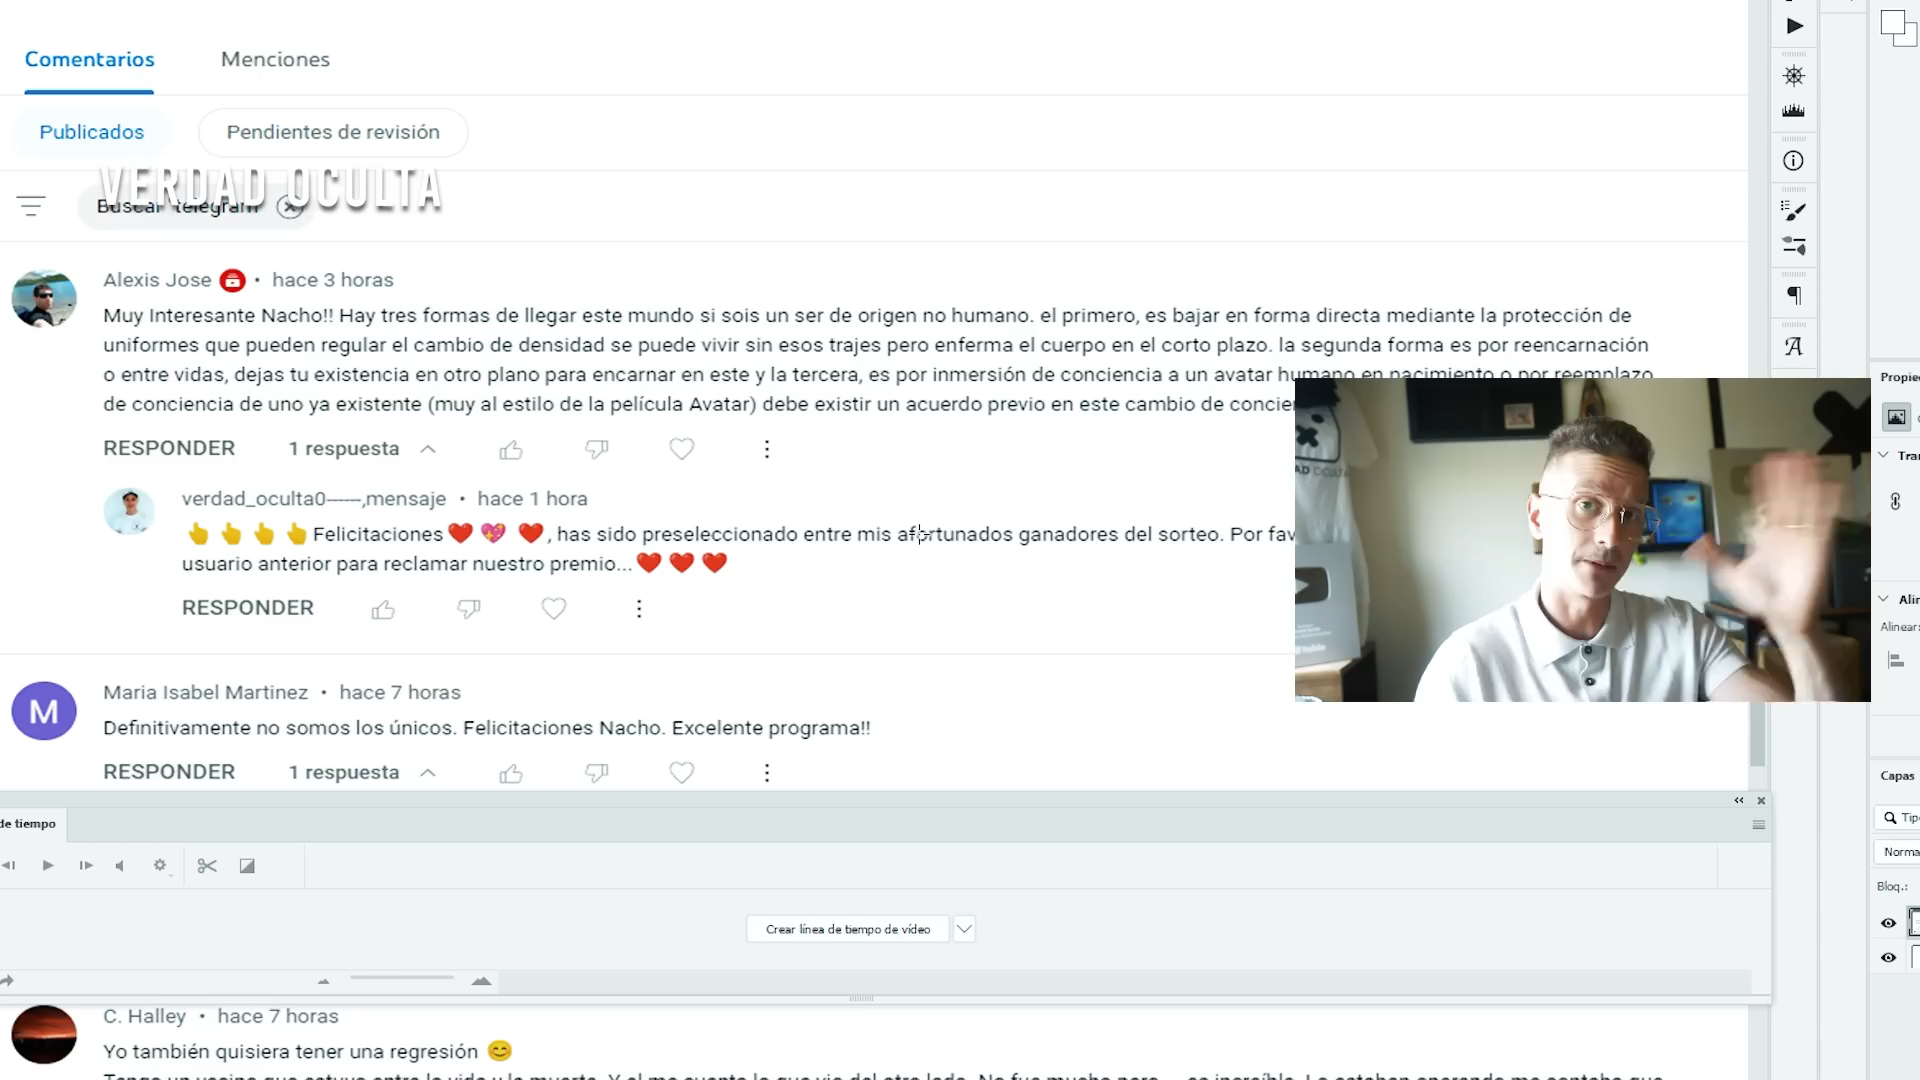 Comentarios
Menciones
Publicados
Pendientes de revisión
VERDAD OCULTA
Buscar telegram
Alexis Jose • hace 3 horas
Muy Interesante Nacho!! Hay tres formas de llegar este mundo si sois un ser de origen no humano. el primero, es bajar en forma directa mediante la protección de
uniformes que pueden regular el cambio de densidad se puede vivir sin esos trajes pero enferma el cuerpo en el corto plazo. la segunda forma es por reencarnación
o entre vidas, dejas tu existencia en otro plano para encarnar en este y la tercera, es por inmersión de conciencia a un avatar humano en nacimiento o por reemplazo
de conciencia de uno ya existente (muy al estilo de la película Avatar) debe existir un acuerdo previo en este cambio de
RESPONDER
1 respuesta
verdad_oculta0-----,mensaje • hace 1 hora
👆 👆 👆 👆 Felicitaciones ❤️ 💖 ❤️, has sido preseleccionado entre mis afortunados ganadores del sorteo. Por
usuario anterior para reclamar nuestro premio... ❤️ ❤️ ❤️
RESPONDER
M
Maria Isabel Martinez • hace 7 horas
Definitivamente no somos los únicos. Felicitaciones Nacho. Excelente programa!!
RESPONDER
1 respuesta
de tiempo
Crear línea de tiempo de vídeo
C. Halley • hace 7 horas
Yo también quisiera tener una regresión 😊
Capas
Bloq.:
YouTube